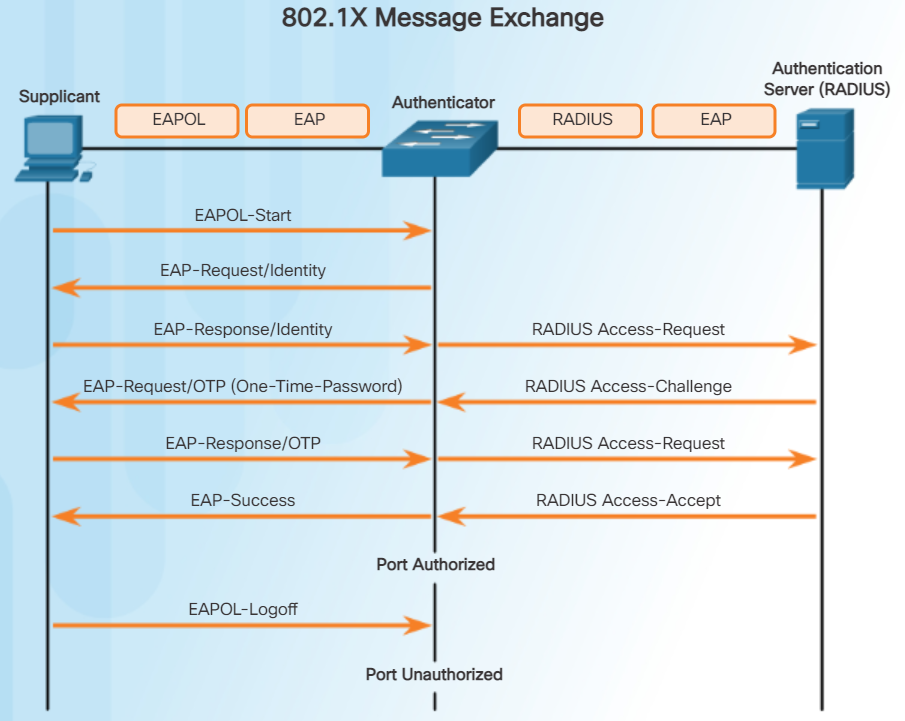 802.1X Message Exchange
Authentication
Server (RADIUS)
Supplicant
Authenticator
EAPOL
EAP
RADIUS
EAP
EAPOL-Start
EAP-Request/Identity
EAP-Response/Identity
RADIUS Access-Request
EAP-Request/OTP (One-Time-Password)
RADIUS Access-Challenge
EAP-Response/OTP
RADIUS Access-Request
EAP-Success
RADIUS Access-Accept
Port Authorized
EAPOL-Logoff
Port Unauthorized